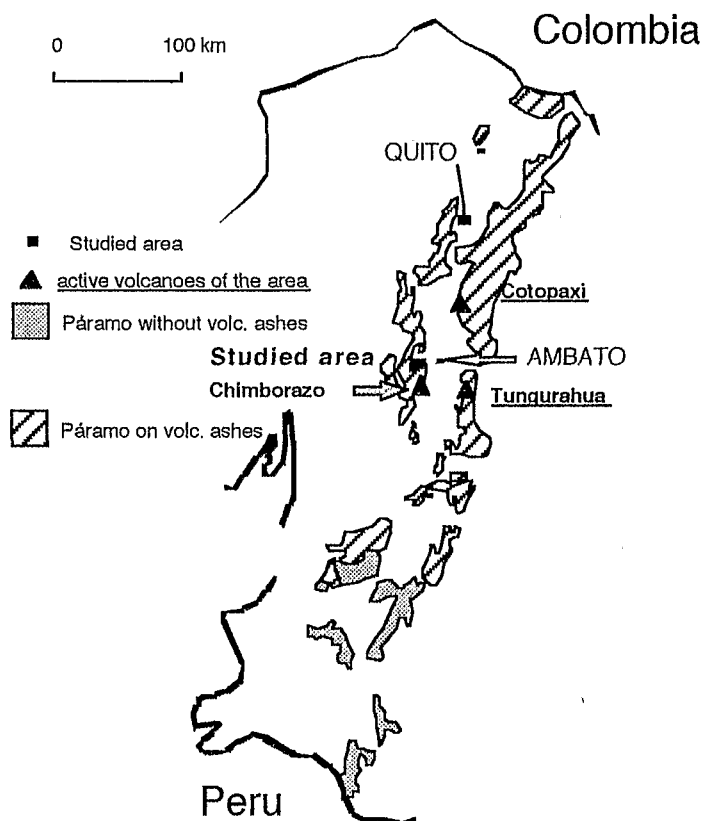 Colombia
0 100 km
QUITO
Studied area
active volcanoes of the area
Cotopaxi
Páramo without volc. ashes
Studied area
AMBATO
Chimborazo
Tungurahua
Páramo on volc. ashes
Peru